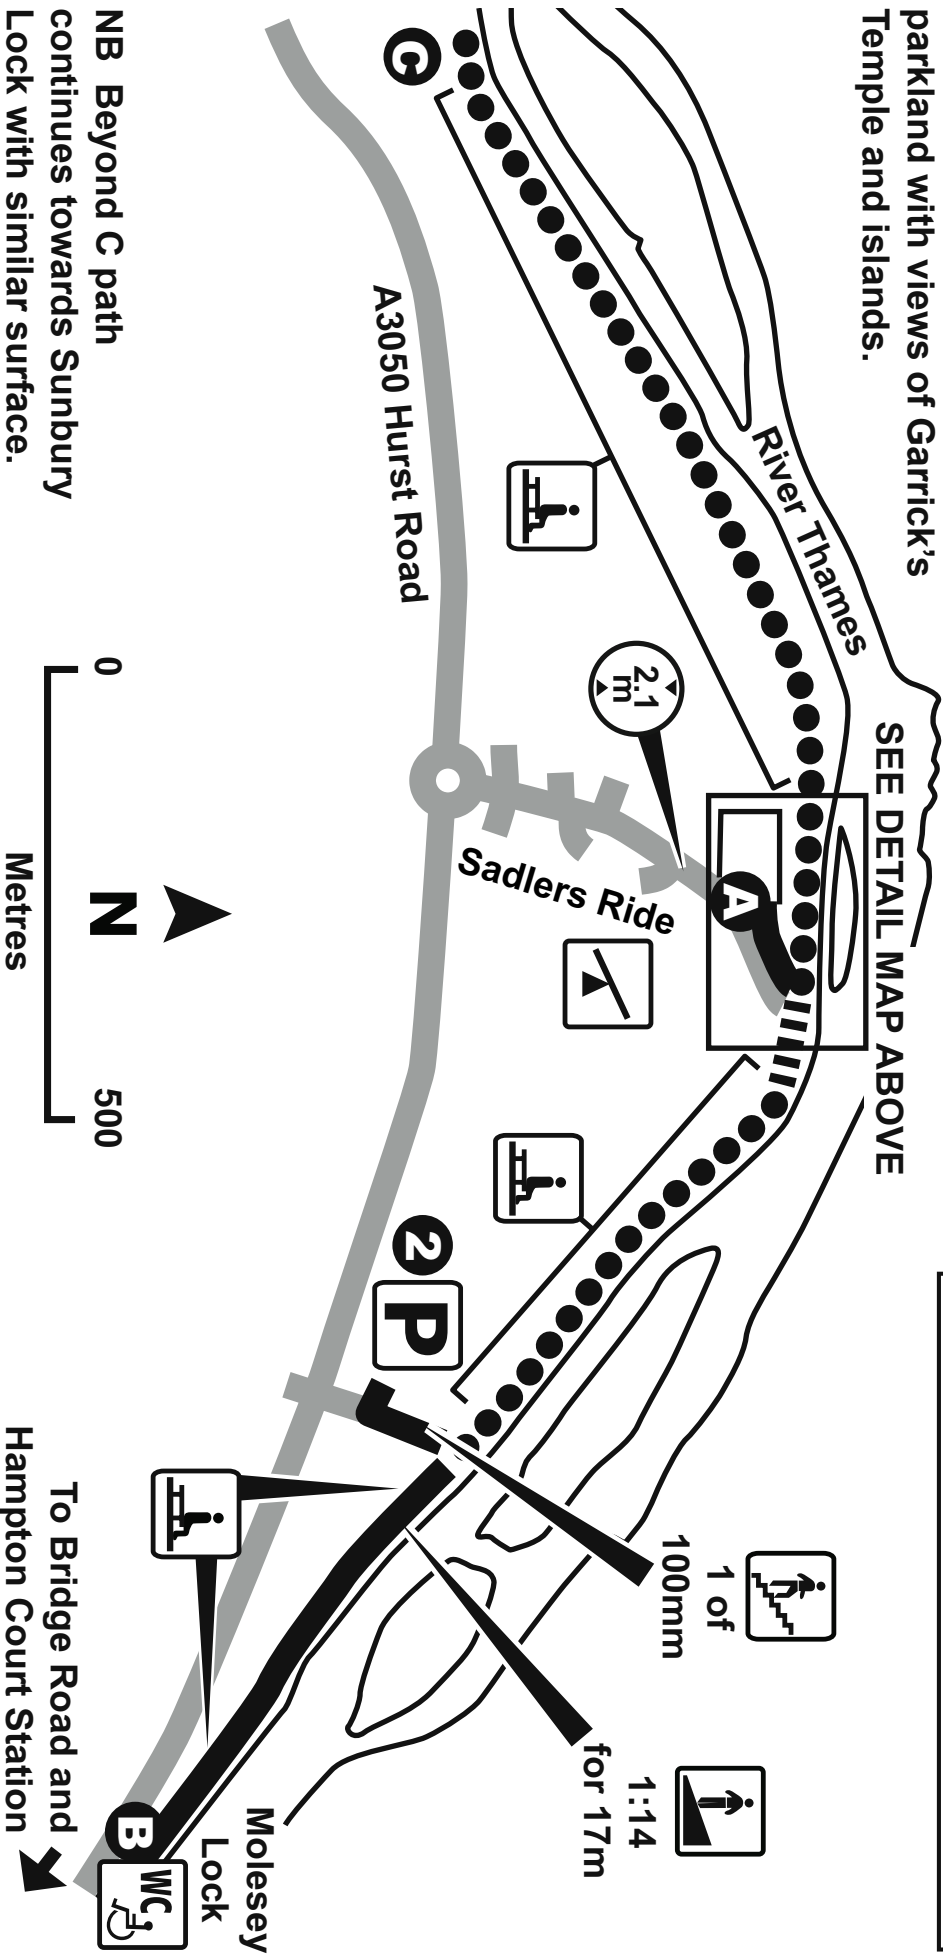 parkland with views of Garrick's
Temple and islands.
SEE DETAIL MAP ABOVE
River Thames
C
A3050 Hurst Road
2.1
m
A
Sadlers Ride
1 of
100mm
1:14
for 17m
2
P
Molesey
Lock
B
WC
NB Beyond C path
continues towards Sunbury
Lock with similar surface.
0
500
N
Metres
To Bridge Road and
Hampton Court Station